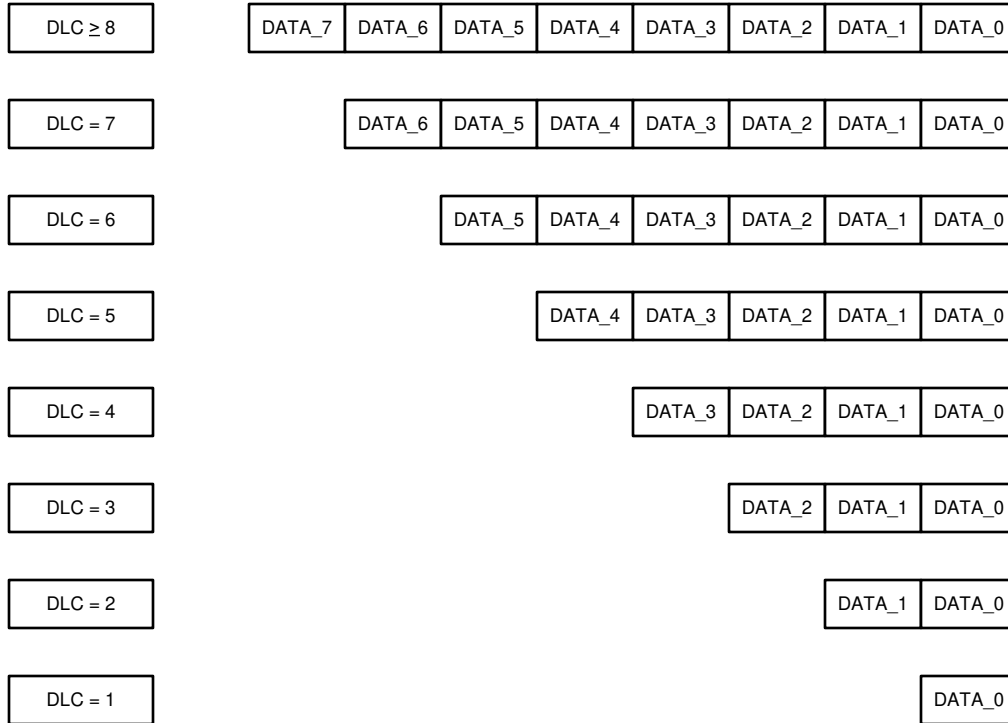 DLC ≥ 8 DATA_7 DATA_6 DATA_5 DATA_4 DATA_3 DATA_2 DATA_1 DATA_0
DLC = 7 DATA_6 DATA_5 DATA_4 DATA_3 DATA_2 DATA_1 DATA_0
DLC = 6 DATA_5 DATA_4 DATA_3 DATA_2 DATA_1 DATA_0
DLC = 5 DATA_4 DATA_3 DATA_2 DATA_1 DATA_0
DLC = 4 DATA_3 DATA_2 DATA_1 DATA_0
DLC = 3 DATA_2 DATA_1 DATA_0
DLC = 2 DATA_1 DATA_0
DLC = 1 DATA_0